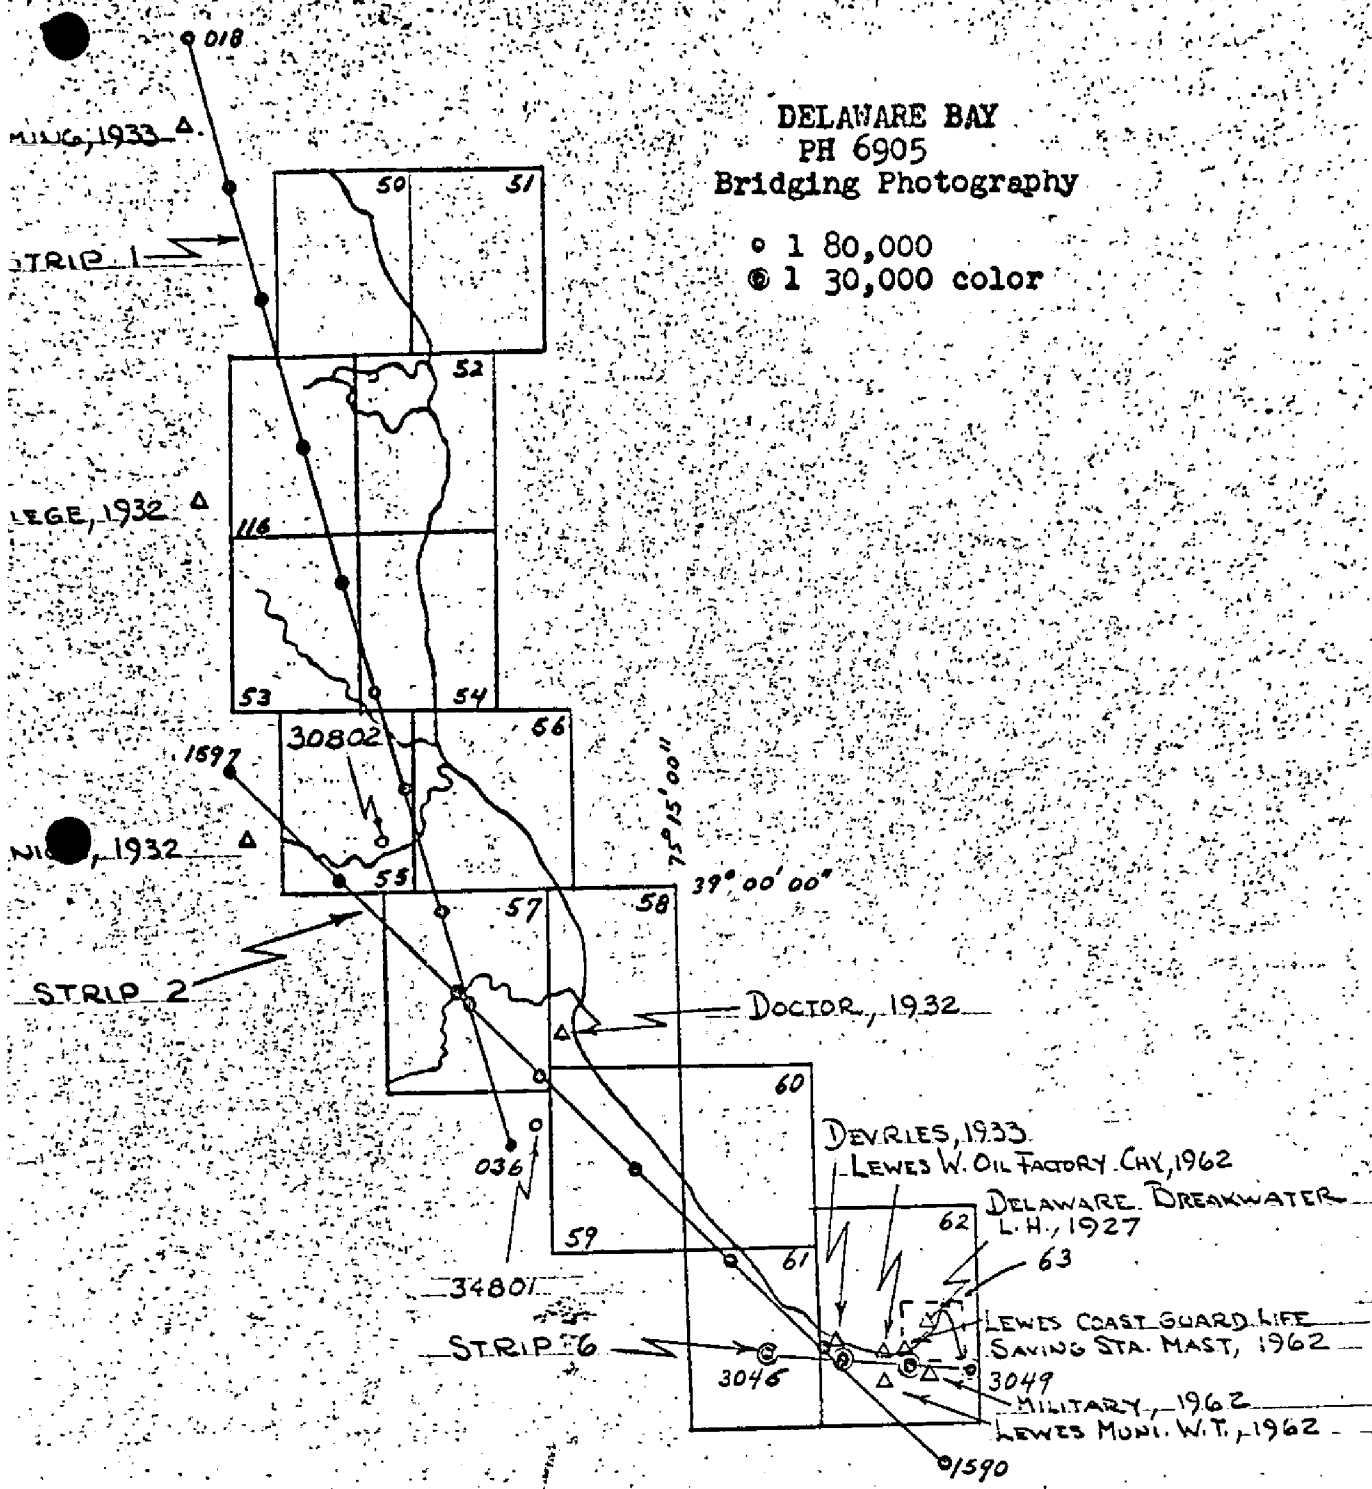 018
DELAWARE BAY
PH 6905
Bridging Photography
1 80,000
1 30,000 color
, 1933
50
51
STRIP 1
52
, 1932
116
53
54
56
30802
1597
75° 15' 00"
, 1932
55
39° 00' 00"
57
58
STRIP 2
DOCTOR, 1932
60
036
DEVRIES, 1933
LEWES W. OIL FACTORY CHY, 1962
DELAWARE BREAKWATER
L.H., 1927
62
59
61
63
34801
LEWES COAST GUARD LIFE
SAVING STA. MAST, 1962
STRIP 6
3046
3049
MILITARY, 1962
LEWES MUNI. W.T., 1962
1590